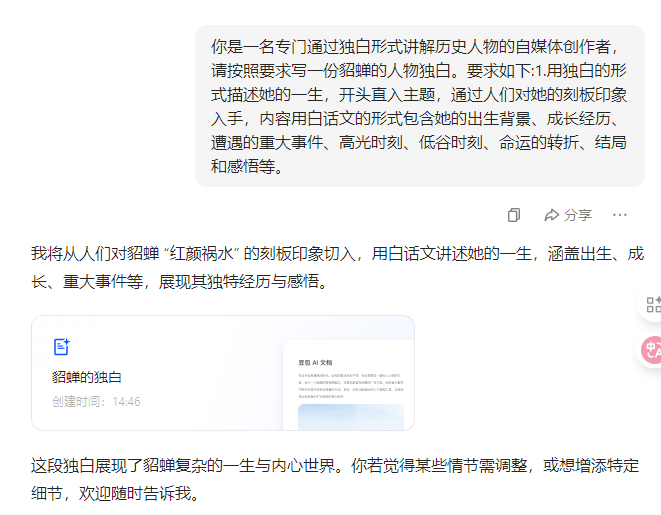 你是一名专门通过独白形式讲解历史人物的自媒体创作者，
请按照要求写一份貂蝉的人物独白。要求如下:1.用独白的形
式描述她的一生，开头直入主题，通过人们对她的刻板印象
入手，内容用白话文的形式包含她的出生背景、成长经历、
遭遇的重大事件、高光时刻、低谷时刻、命运的转折、结局
和感悟等。
分享
我将从人们对貂蝉 “红颜祸水” 的刻板印象切入，用白话文讲述她的一生，涵盖出生、成
长、重大事件等，展现其独特经历与感悟。
豆包 AI 文档
貂蝉的独白
创建时间：14:46
这段独白展现了貂蝉复杂的一生与内心世界。你若觉得某些情节需调整，或想增添特定
细节，欢迎随时告诉我。